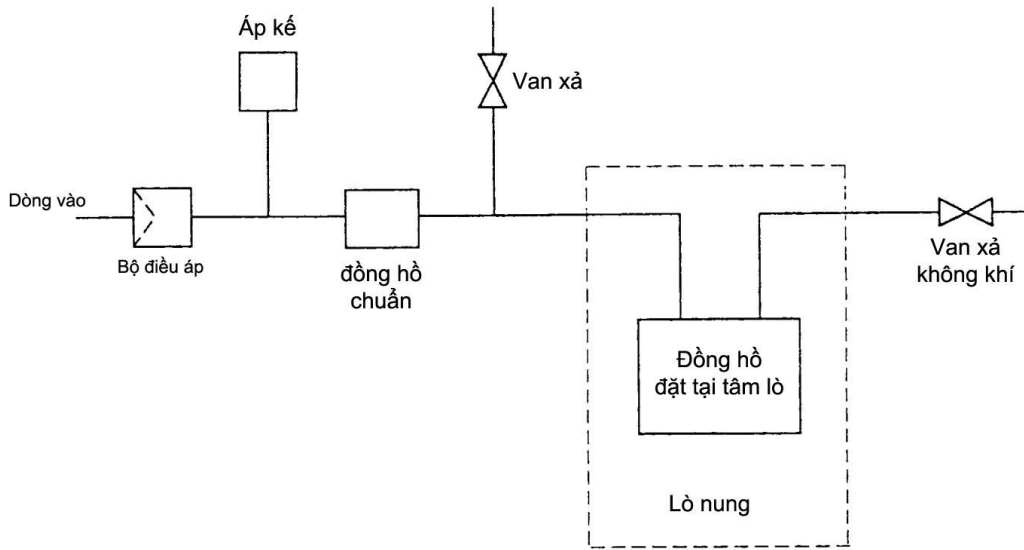 Áp kế
Van xả
Dòng vào
Bộ điều áp
đồng hồ
chuẩn
Van xả
không khí
Đồng hồ
đặt tại tâm lò
Lò nung